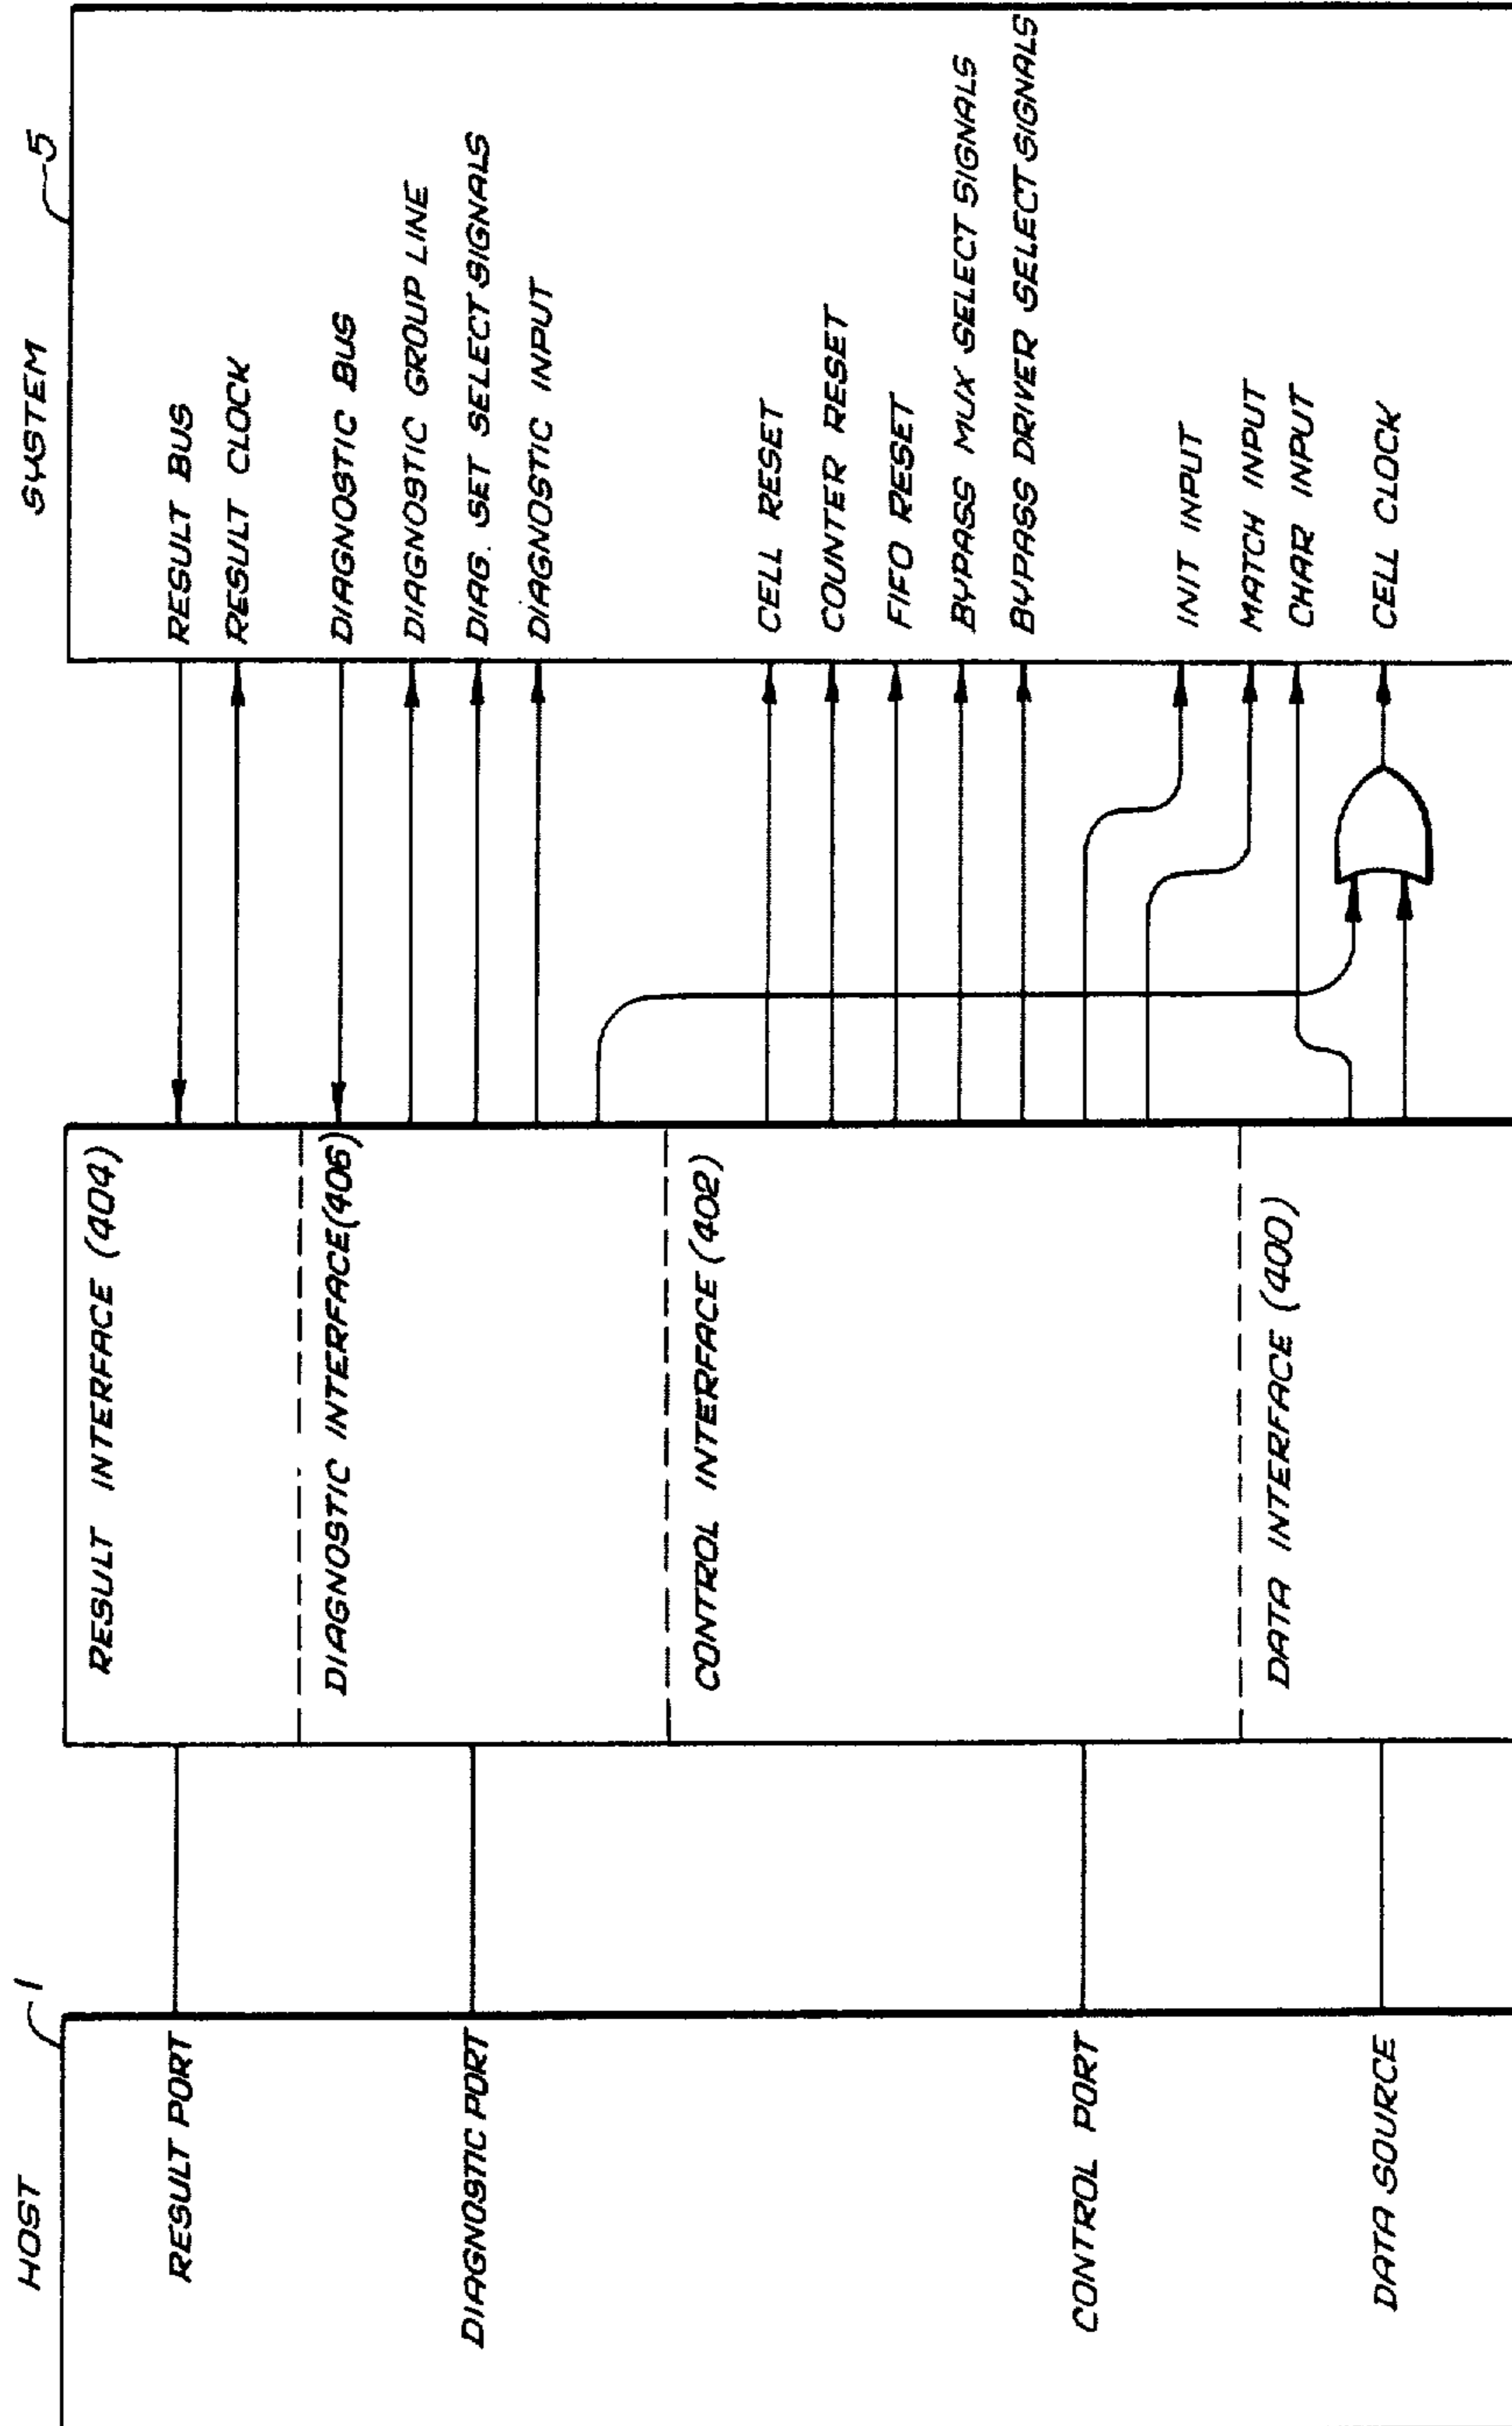 HOST
1
RESULT PORT
DIAGNOSTIC PORT
CONTROL PORT
DATA SOURCE
RESULT INTERFACE (404)
DIAGNOSTIC INTERFACE(406)
CONTROL INTERFACE (402)
DATA INTERFACE (400)
SYSTEM
5
RESULT BUS
RESULT CLOCK
DIAGNOSTIC BUS
DIAGNOSTIC GROUP LINE
DIAG. SET SELECT SIGNALS
DIAGNOSTIC INPUT
CELL RESET
COUNTER RESET
FIFO RESET
BYPASS MUX SELECT SIGNALS
BYPASS DRIVER SELECT SIGNALS
INIT INPUT
MATCH INPUT
CHAR INPUT
CELL CLOCK